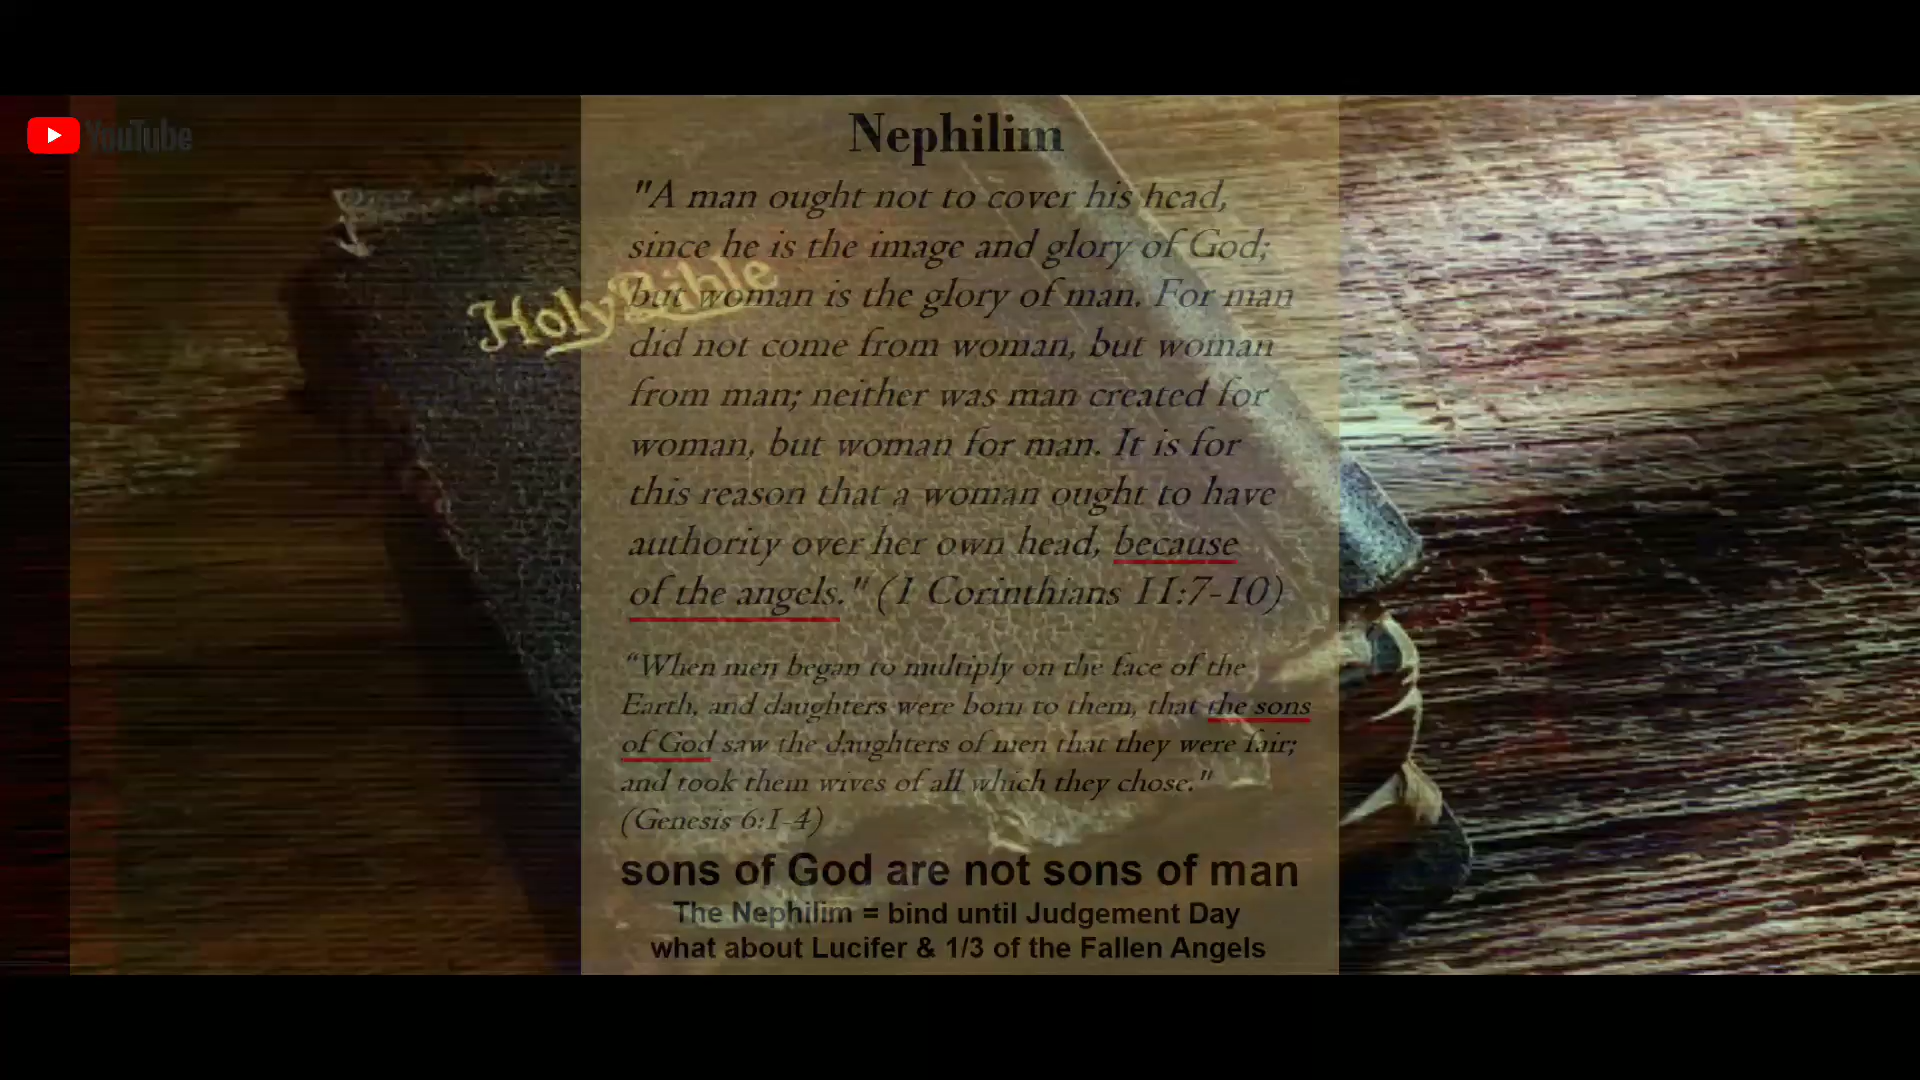 YouTube
Nephilim
"A man ought not to cover his head,
since he is the image and glory of God;
but woman is the glory of man. For man
did not come from woman, but woman
from man; neither was man created for
woman, but woman for man. It is for
this reason that a woman ought to have
authority over her own head, because
of the angels." (1 Corinthians 11:7-10)
Holy Bible
“When men began to multiply on the face of the
Earth, and daughters were born to them, that the sons
of God saw the daughters of men that they were fair;
and took them wives of all which they chose."
(Genesis 6:1-4)
sons of God are not sons of man
The Nephilim = bind until Judgement Day
what about Lucifer & 1/3 of the Fallen Angels